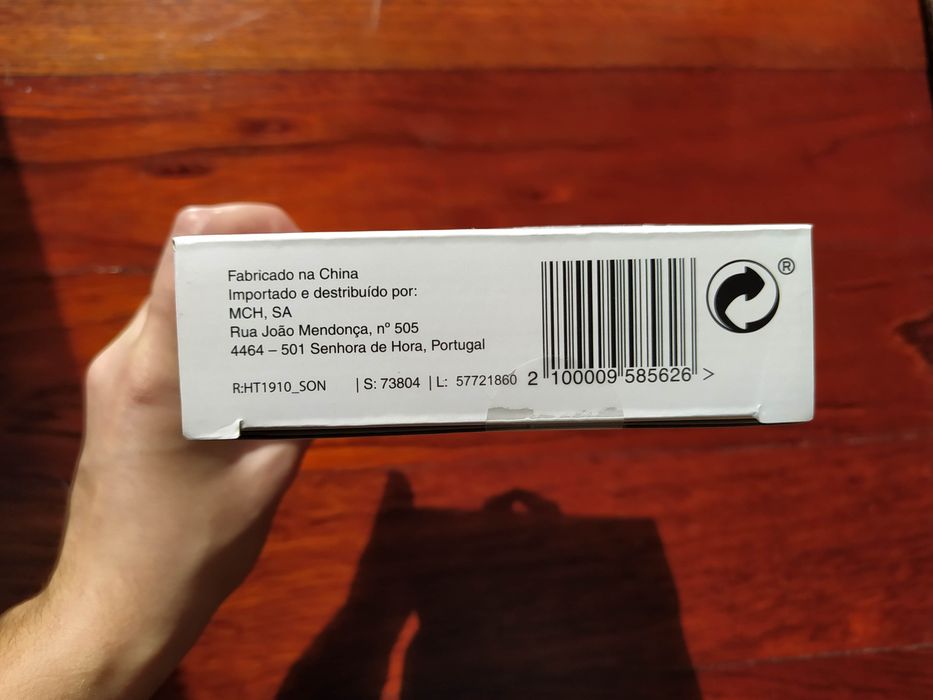 Fabricado na China
Importado e distribuído por:
MCH, SA
Rua João Mendonça, nº 505
4464 – 501 Senhora de Hora, Portugal
R:HT1910_SON | S: 73804 | L: 57721860
2 100009 585626 >
®